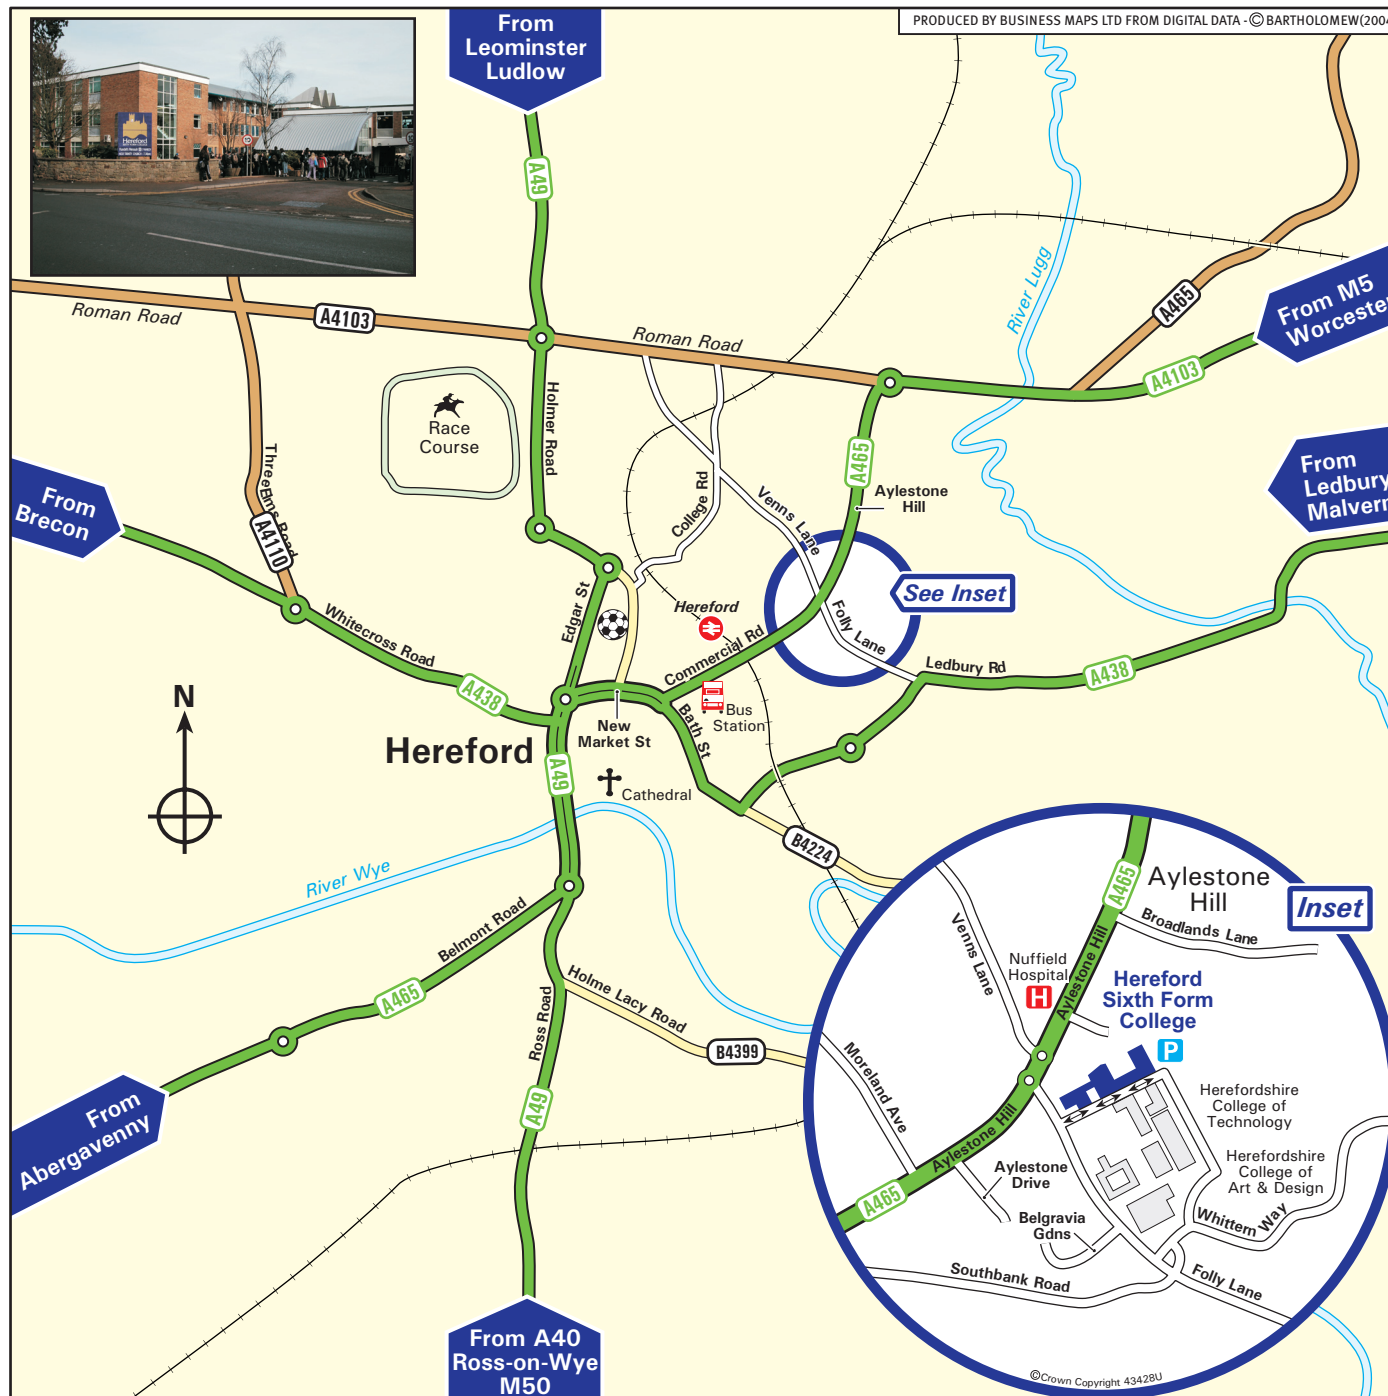 PRODUCED BY BUSINESS MAPS LTD FROM DIGITAL DATA - © BARTHOLOMEW(2004
From
Leominster
Ludlow
Hereford
A49
Roman Road
A4103
Roman Road
River Lugg
A465
From M5
Worcester
A4103
Race
Course
Holmer Road
Three Elms Road
A4110
College Rd
Venns Lane
A465
Aylestone
Hill
From
Ledbury
Malvern
From
Brecon
Whitecross Road
A438
Edgar St
Hereford
Commercial Rd
Folly Lane
See Inset
Ledbury Rd
A438
N
Hereford
New
Market St
Bath St
Bus
Station
A49
Cathedral
B4224
River Wye
Belmont Road
A465
Holme Lacy Road
Ross Road
B4399
A49
From
Abergavenny
From A40
Ross-on-Wye
M50
Inset
A465
Aylestone
Hill
Broadlands Lane
Venns Lane
Nuffield
Hospital
H
Aylestone Hill
Hereford
Sixth Form
College
P
Moreland Ave
Herefordshire
College of
Technology
Aylestone Hill
Herefordshire
College of
Art & Design
Aylestone
Drive
A465
Belgravia
Gdns
Whittern Way
Southbank Road
Folly Lane
©Crown Copyright 43428U